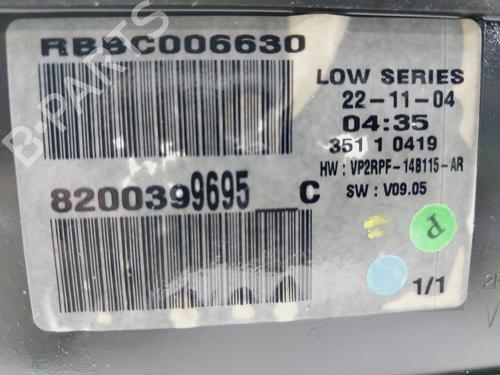 RBBC006630
LOW SERIES
22-11-04
04:35
351 1 0419
HW : VP2RPF-14B115-AR
SW : V09.05
8200399695 C
P
1/1
B-PARTS